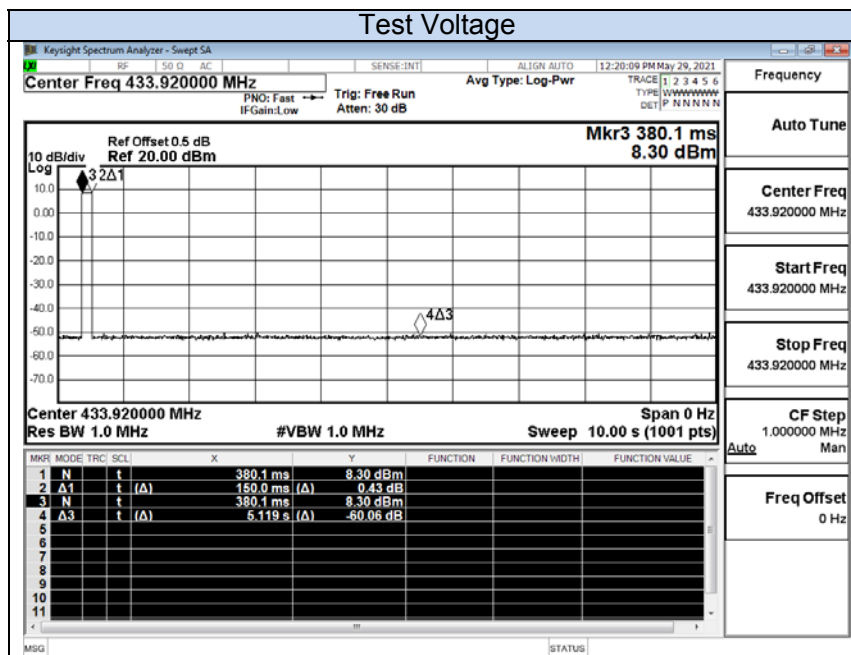 Test Voltage
Keysight Spectrum Analyzer - Swept SA
LXI RF 50 Ω AC SENSE:INT ALIGN AUTO 12:20:09 PM May 29, 2021
Center Freq 433.920000 MHz
PNO: Fast
IFGain:Low
Trig: Free Run
Atten: 30 dB
Avg Type: Log-Pwr
TRACE 1 2 3 4 5 6
TYPE WWWWWW
DET P N N N N N
Frequency
Auto Tune
Center Freq
433.920000 MHz
Start Freq
433.920000 MHz
Stop Freq
433.920000 MHz
CF Step
1.000000 MHz
Auto Man
Freq Offset
0 Hz
Mkr3 380.1 ms
8.30 dBm
Ref Offset 0.5 dB
10 dB/div Ref 20.00 dBm
Log
3 2Δ1
10.0
0.00
-10.0
-20.0
-30.0
-40.0
4Δ3
-50.0
-60.0
-70.0
Center 433.920000 MHz Span 0 Hz
Res BW 1.0 MHz #VBW 1.0 MHz Sweep 10.00 s (1001 pts)
MKR MODE TRC SCL X Y FUNCTION FUNCTION WIDTH FUNCTION VALUE
1 N t 380.1 ms 8.30 dBm
2 Δ1 t (Δ) 150.0 ms (Δ) 0.43 dB
3 N t 380.1 ms 8.30 dBm
4 Δ3 t (Δ) 5.119 s (Δ) -60.06 dB
5
6
7
8
9
10
11
MSG STATUS